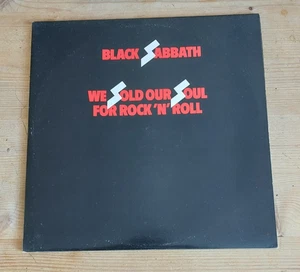 BLACK SABBATH
WE SOLD OUR SOUL
FOR ROCK 'N' ROLL